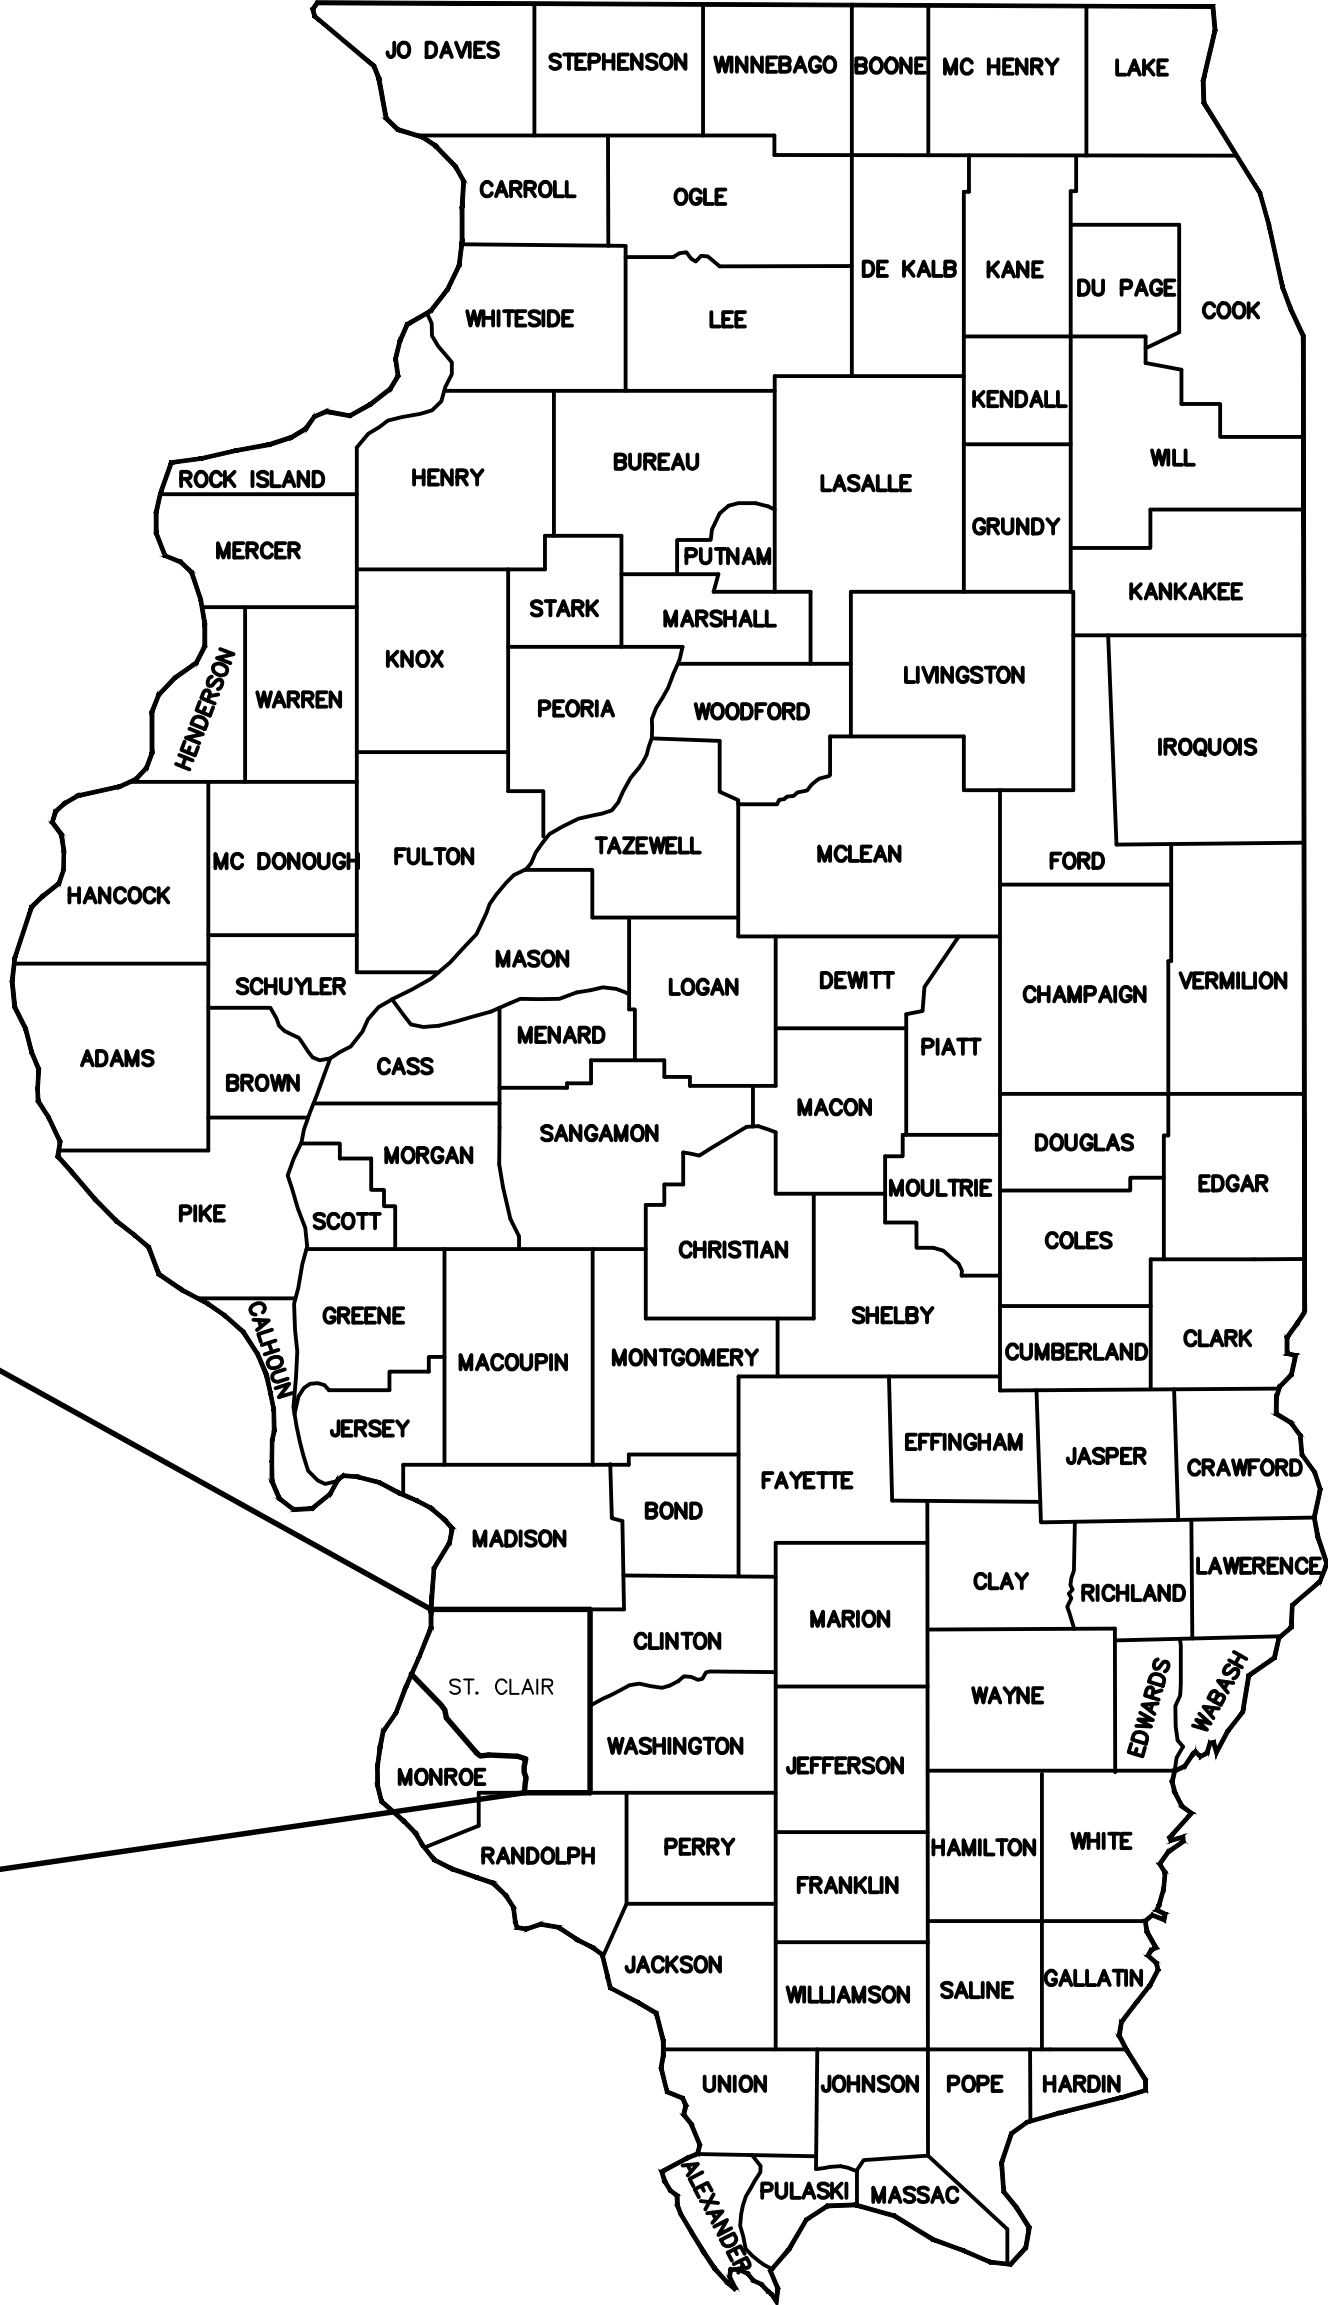 JO DAVIES
STEPHENSON
WINNEBAGO
BOONE
MC HENRY
LAKE
CARROLL
OGLE
DE KALB
KANE
DU PAGE
COOK
WHITESIDE
LEE
KENDALL
ROCK ISLAND
HENRY
BUREAU
LASALLE
WILL
GRUNDY
MERCER
PUTNAM
KANKAKEE
STARK
MARSHALL
HENDERSON
WARREN
KNOX
PEORIA
WOODFORD
LIVINGSTON
IROQUOIS
HANCOCK
MC DONOUGH
FULTON
TAZEWELL
MCLEAN
FORD
SCHUYLER
MASON
LOGAN
DEWITT
CHAMPAIGN
VERMILION
ADAMS
BROWN
CASS
MENARD
PIATT
MACON
SANGAMON
MORGAN
DOUGLAS
PIKE
SCOTT
MOULTRIE
EDGAR
CHRISTIAN
COLES
CALHOUN
GREENE
MACOUPIN
MONTGOMERY
SHELBY
CUMBERLAND
CLARK
JERSEY
FAYETTE
EFFINGHAM
JASPER
CRAWFORD
MADISON
BOND
CLAY
RICHLAND
LAWERENCE
CLINTON
MARION
ST. CLAIR
WAYNE
EDWARDS
WABASH
WASHINGTON
JEFFERSON
MONROE
RANDOLPH
PERRY
FRANKLIN
HAMILTON
WHITE
JACKSON
WILLIAMSON
SALINE
GALLATIN
UNION
JOHNSON
POPE
HARDIN
ALEXANDER
PULASKI
MASSAC